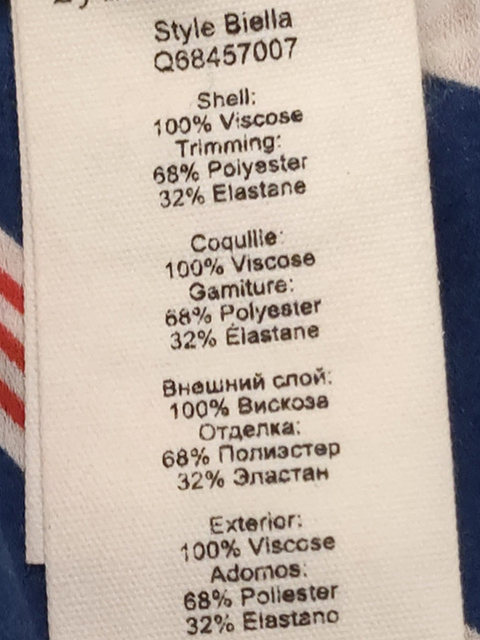 Style Biella
Q68457007
Shell:
100% Viscose
Trimming:
68% Polyester
32% Elastane
Coqullie:
100% Viscose
Gamiture:
68% Polyester
32% Élastane
Внешний слой:
100% Вискоза
Отделка:
68% Полиэстер
32% Эластан
Exterior:
100% Viscose
Adornos:
68% Poliester
32% Elastano